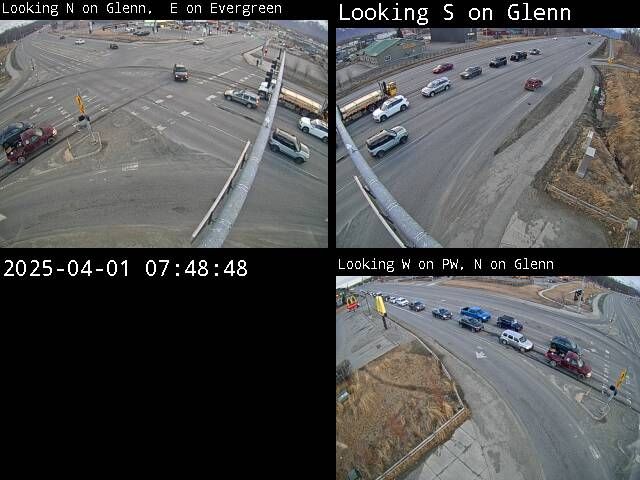 Looking N on Glenn,  E on Evergreen
Looking S on Glenn
2025-04-01 07:48:48
Looking W on PW, N on Glenn